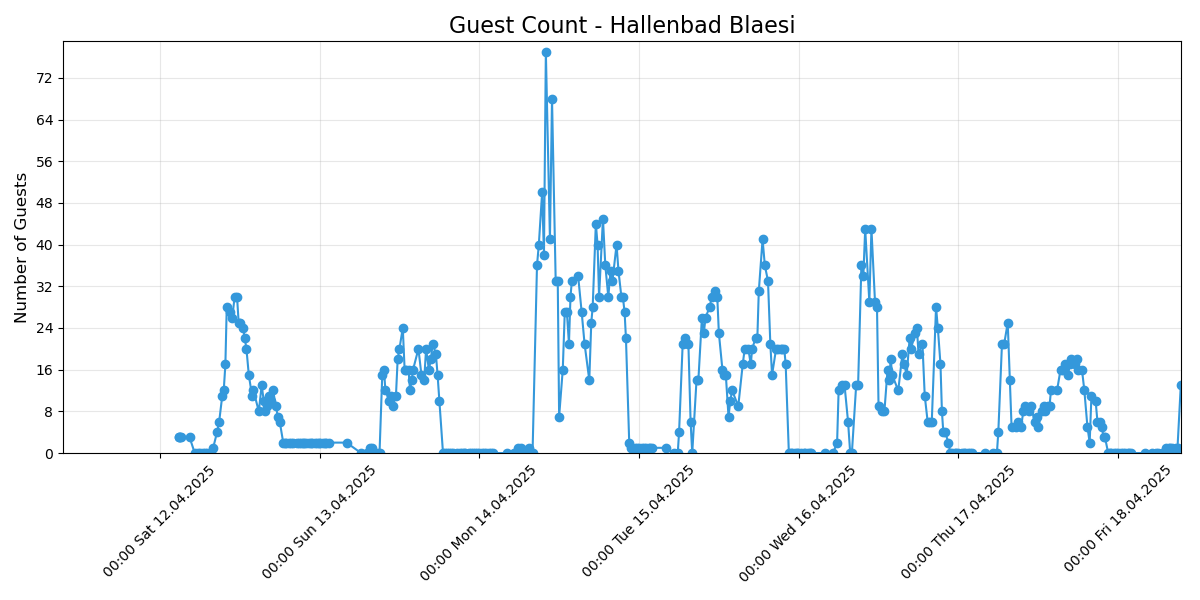 Guest Count - Hallenbad Blaesi
Number of Guests
72
64
56
48
40
32
24
16
8
0
00:00 Sat 12.04.2025
00:00 Sun 13.04.2025
00:00 Mon 14.04.2025
00:00 Tue 15.04.2025
00:00 Wed 16.04.2025
00:00 Thu 17.04.2025
00:00 Fri 18.04.2025